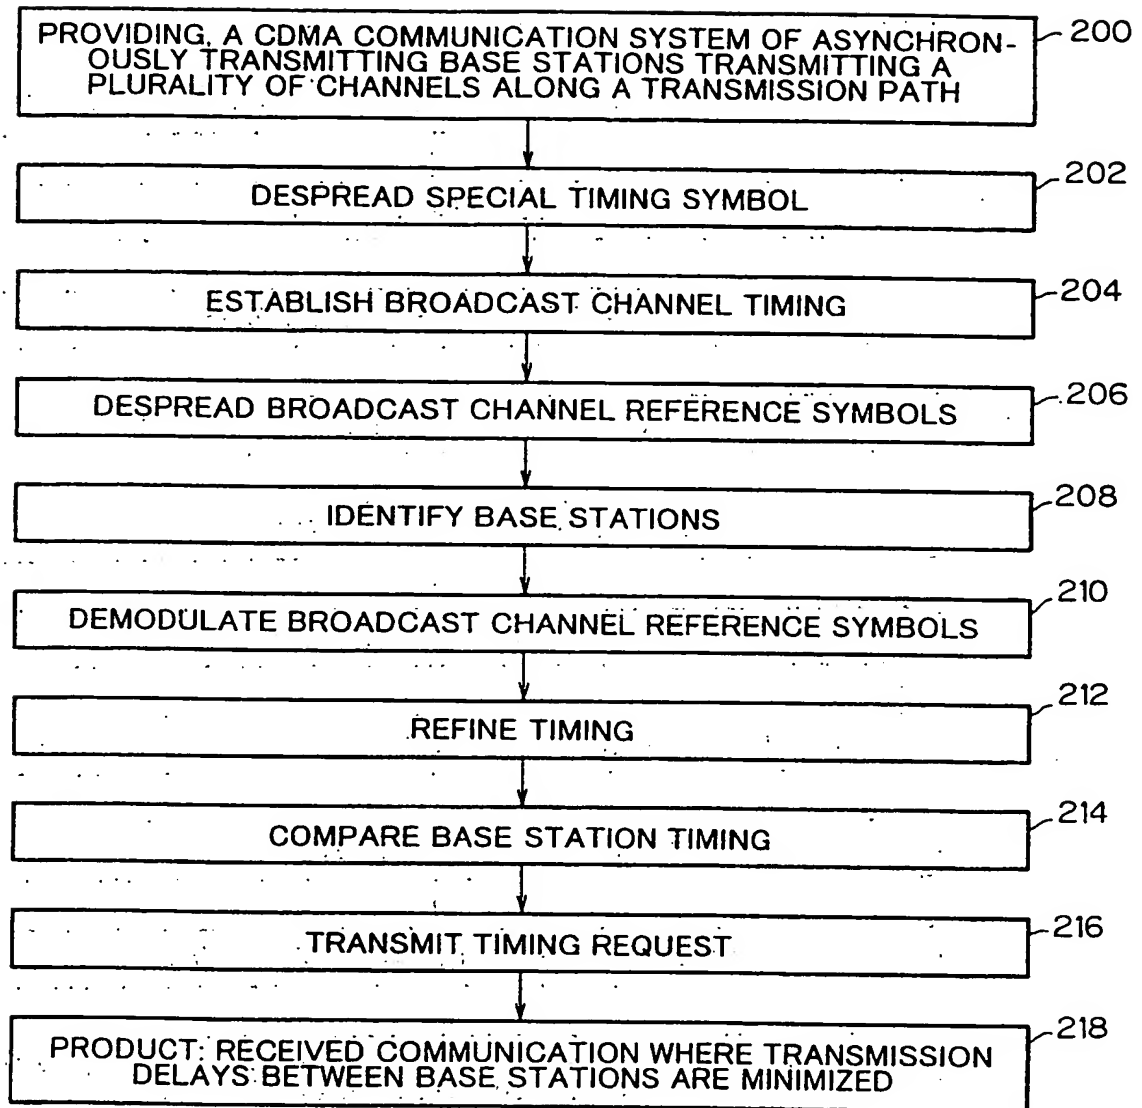 PROVIDING A CDMA COMMUNICATION SYSTEM OF ASYNCHRON-
OUSLY TRANSMITTING BASE STATIONS TRANSMITTING A
PLURALITY OF CHANNELS ALONG A TRANSMISSION PATH
200
DESPREAD SPECIAL TIMING SYMBOL
202
ESTABLISH BROADCAST CHANNEL TIMING
204
DESPREAD BROADCAST CHANNEL REFERENCE SYMBOLS
206
IDENTIFY BASE STATIONS
208
DEMODULATE BROADCAST CHANNEL REFERENCE SYMBOLS
210
REFINE TIMING
212
COMPARE BASE STATION TIMING
214
TRANSMIT TIMING REQUEST
216
PRODUCT: RECEIVED COMMUNICATION WHERE TRANSMISSION
DELAYS BETWEEN BASE STATIONS ARE MINIMIZED
218